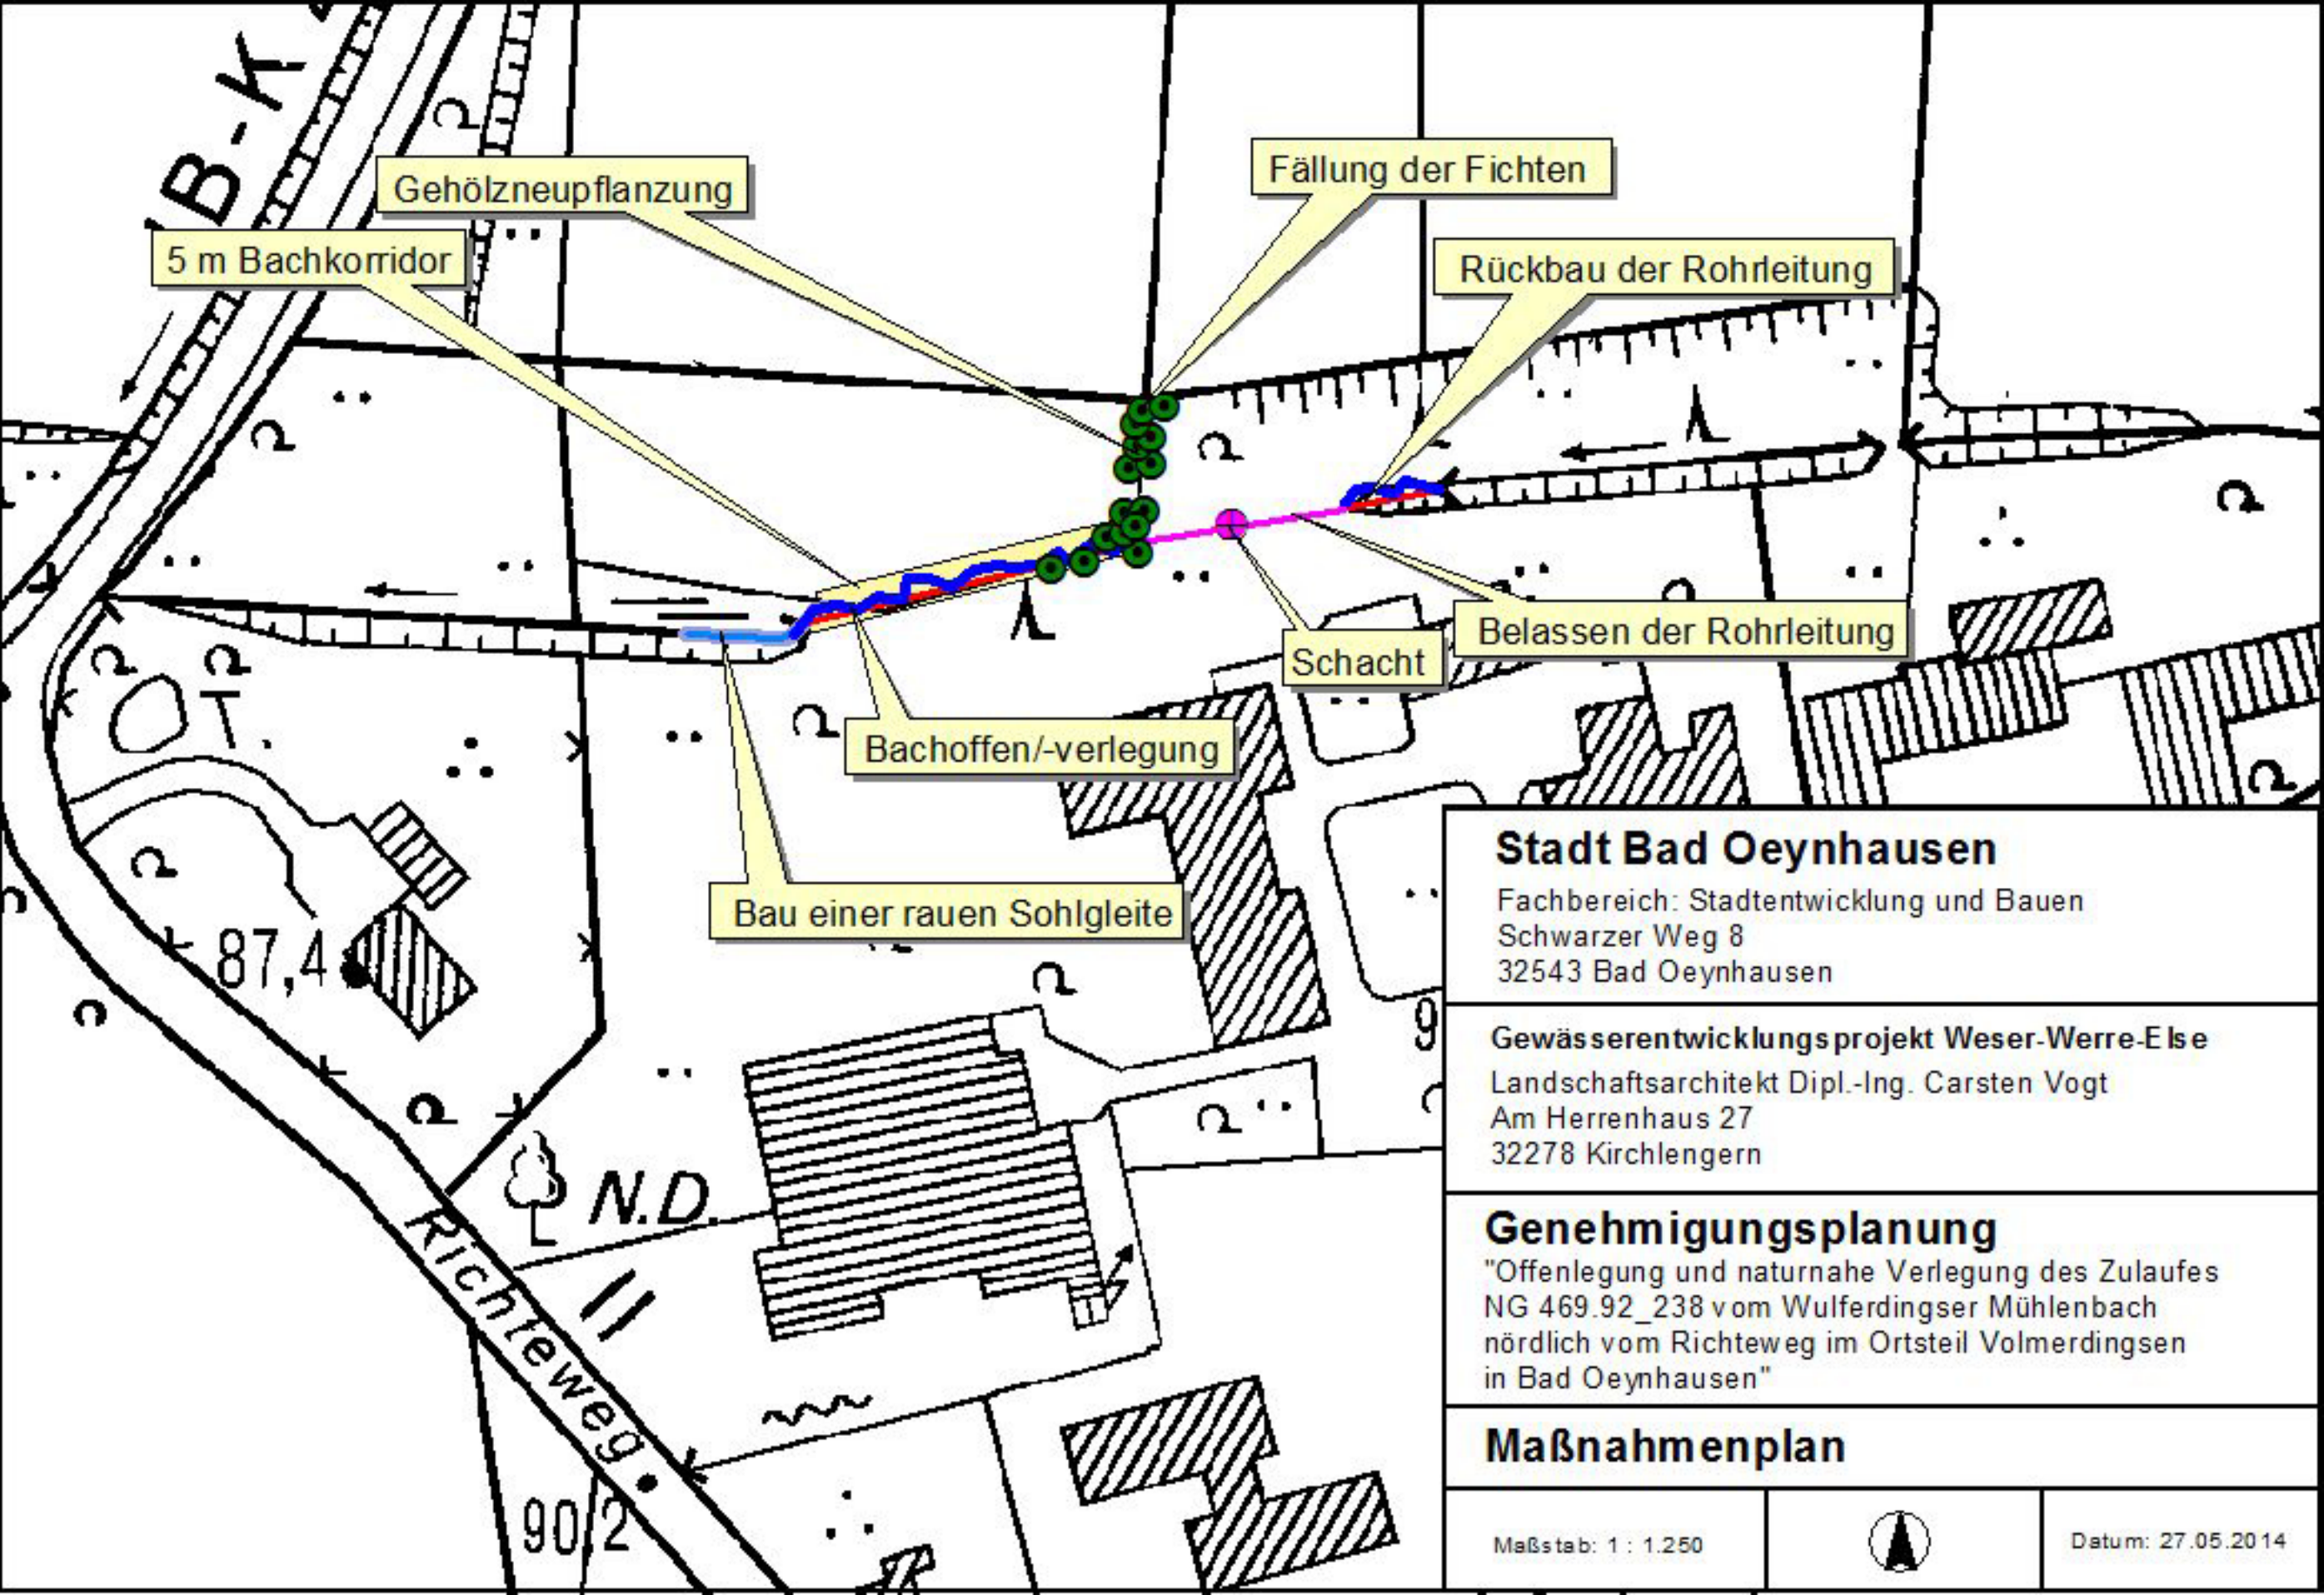 B-K
Gehölzneupflanzung
Fällung der Fichten
5 m Bachkorridor
Rückbau der Rohrleitung
Belassen der Rohrleitung
Schacht
Bachoffen/-verlegung
Bau einer rauen Sohlgleite
87,4
N.D.
Richteweg
90,2
9
Stadt Bad Oeynhausen
Fachbereich: Stadtentwicklung und Bauen
Schwarzer Weg 8
32543 Bad Oeynhausen
Gewässerentwicklungsprojekt Weser-Werre-Else
Landschaftsarchitekt Dipl.-Ing. Carsten Vogt
Am Herrenhaus 27
32278 Kirchlengern
Genehmigungsplanung
"Offenlegung und naturnahe Verlegung des Zulaufes
NG 469.92_238 vom Wulferdingser Mühlenbach
nördlich vom Richteweg im Ortsteil Volmerdingsen
in Bad Oeynhausen"
Maßnahmenplan
Maßstab: 1 : 1.250
Datum: 27.05.2014